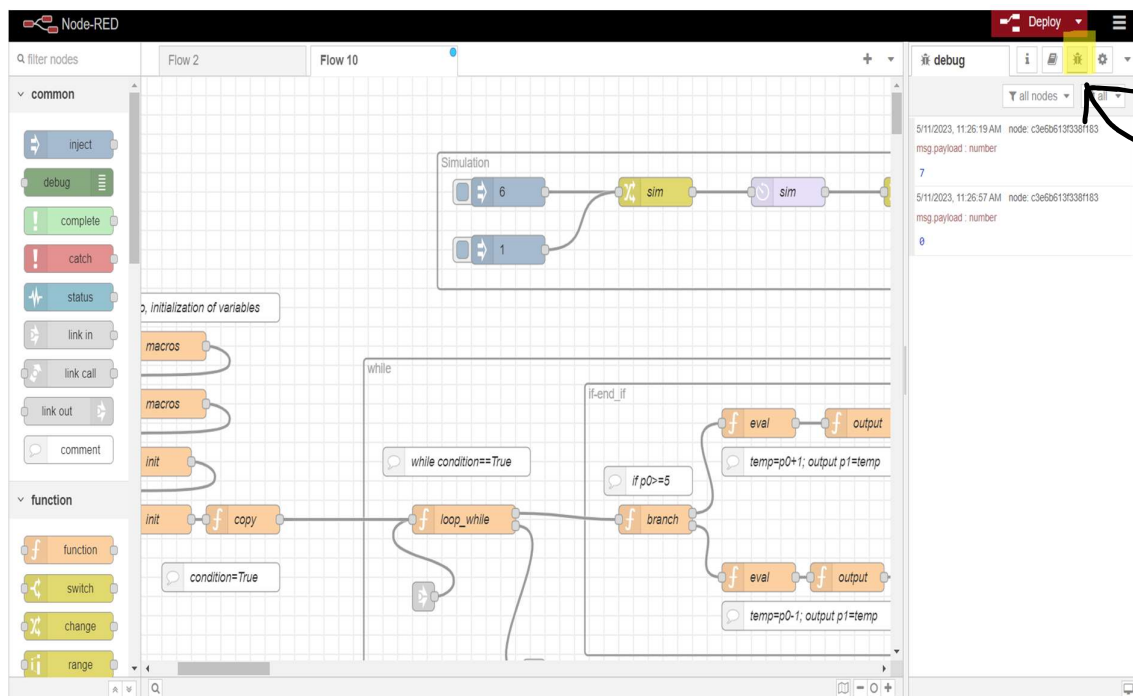 Node-RED
Deploy
filter nodes
Flow 2
Flow 10
debug
i
all nodes
all
common
inject
debug
complete
catch
status
link in
link call
link out
comment
function
function
switch
change
range
Simulation
6
sim
sim
1
o, initialization of variables
macros
macros
init
init
copy
condition=True
while
while condition==True
loop_while
if-end_if
if p0>=5
branch
eval
output
temp=p0+1; output p1=temp
eval
output
temp=p0-1; output p1=temp
5/11/2023, 11:26:19 AM node: c3e6b613f338f183
msg.payload : number
7
5/11/2023, 11:26:57 AM node: c3e6b613f338f183
msg.payload : number
0